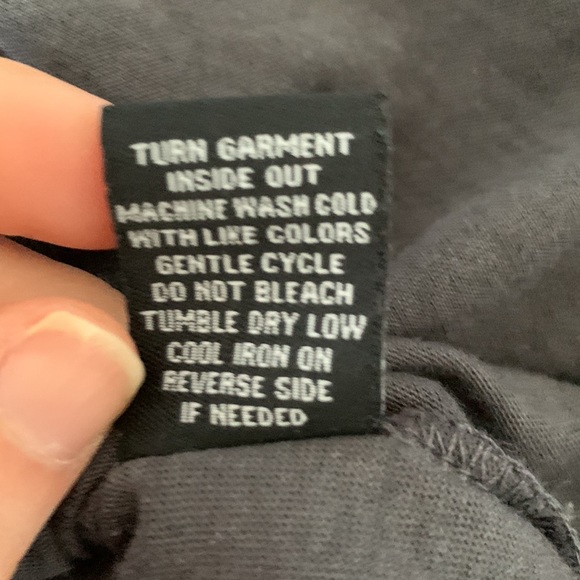 TURN GARMENT
INSIDE OUT
MACHINE WASH COLD
WITH LIKE COLORS
GENTLE CYCLE
DO NOT BLEACH
TUMBLE DRY LOW
COOL IRON ON
REVERSE SIDE
IF NEEDED